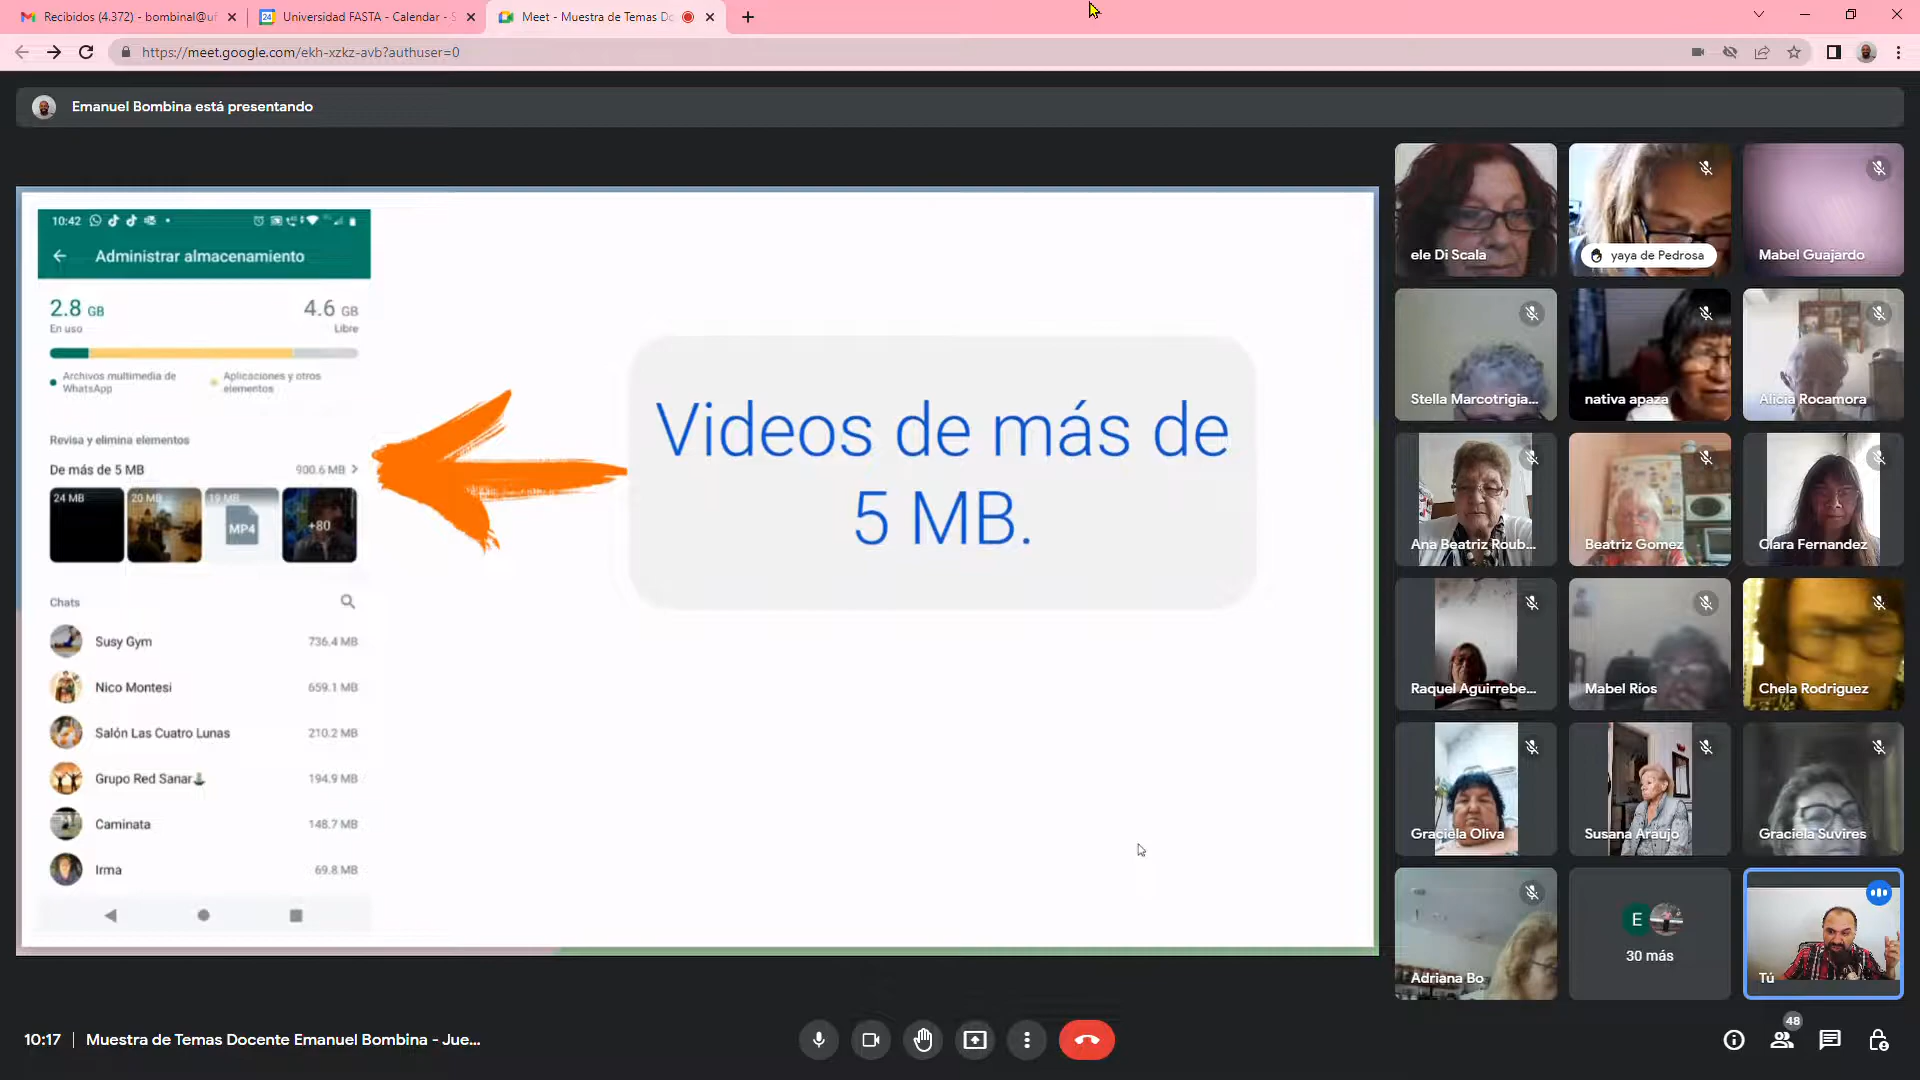 Recibidos (4.372) - bombinal@uf
Universidad FASTA - Calendar - S
Meet - Muestra de Temas Do
https://meet.google.com/ekh-xzkz-avb?authuser=0
Emanuel Bombina está presentando
10:42
Administrar almacenamiento
2.8 GB
4.6 GB
En uso
Libre
Archivos multimedia de
WhatsApp
Aplicaciones y otros
elementos
Revisa y elimina elementos
De más de 5 MB
900.6 MB
24 MB
20 MB
19 MB
MP4
+80
Chats
Susy Gym
736.4 MB
Nico Montesi
659.1 MB
Salón Las Cuatro Lunas
210.2 MB
Grupo Red Sanar
194.9 MB
Caminata
148.7 MB
Irma
69.8 MB
Videos de más de
5 MB.
ele Di Scala
yaya de Pedrosa
Mabel Guajardo
Stella Marcotrigia...
nativa apaza
Alicia Rocamora
Ana Beatriz Roub...
Beatriz Gomez
Clara Fernandez
Raquel Aguirrebe...
Mabel Ríos
Chela Rodriguez
Graciela Oliva
Susana Araujo
Graciela Suvires
Adriana Bo
E
30 más
Tú
10:17
Muestra de Temas Docente Emanuel Bombina - Jue...
48